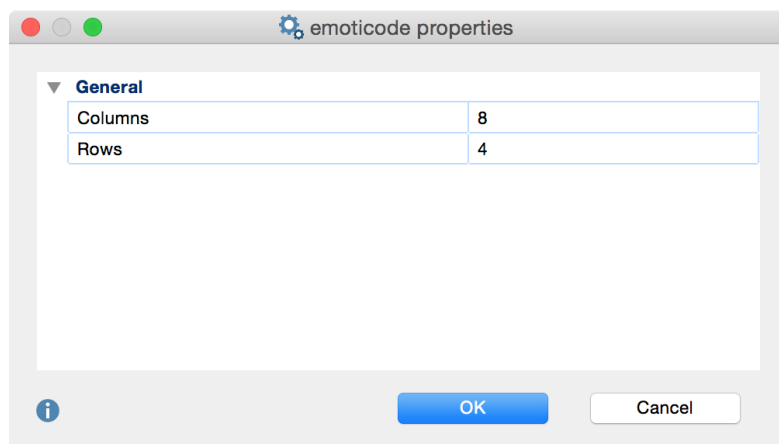 emoticode properties
General
Columns 8
Rows 4
OK Cancel